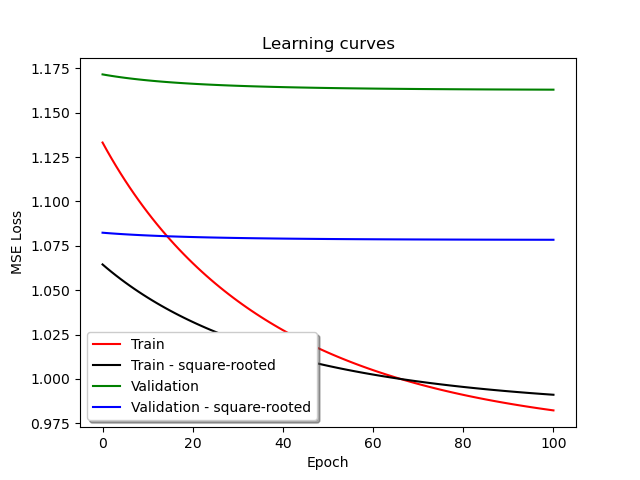 Learning curves
1.175
1.150
1.125
1.100
1.075
1.050
1.025
1.000
0.975
MSE Loss
Train
Train - square-rooted
Validation
Validation - square-rooted
0
20
40
60
80
100
Epoch